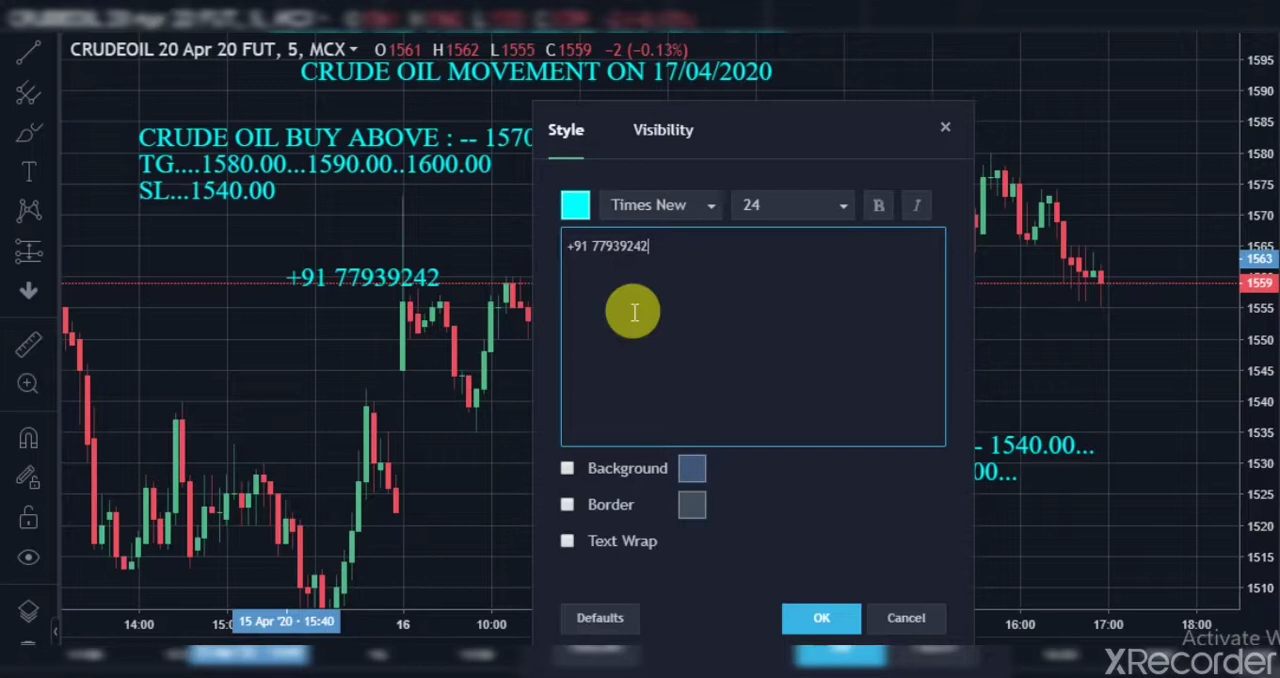 CRUDEOIL 20 Apr 20 FUT, 5, MCX O1561 H1562 L1555 C1559 −2 (−0.13%)
CRUDE OIL MOVEMENT ON 17/04/2020
CRUDE OIL BUY ABOVE : -- 1570
TG....1580.00...1590.00..1600.00
SL...1540.00
+91 77939242
Style
Visibility
Times New
24
B
I
+91 77939242
Background
Border
Text Wrap
Defaults
OK
Cancel
- 1540.00...
00...
1595
1590
1585
1580
1575
1570
1565
1563
1559
1555
1550
1545
1540
1535
1530
1525
1520
1515
1510
14:00
15:0
15 Apr '20 - 15:40
16
10:00
16:00
17:00
18:00
Activate W
XRecorder